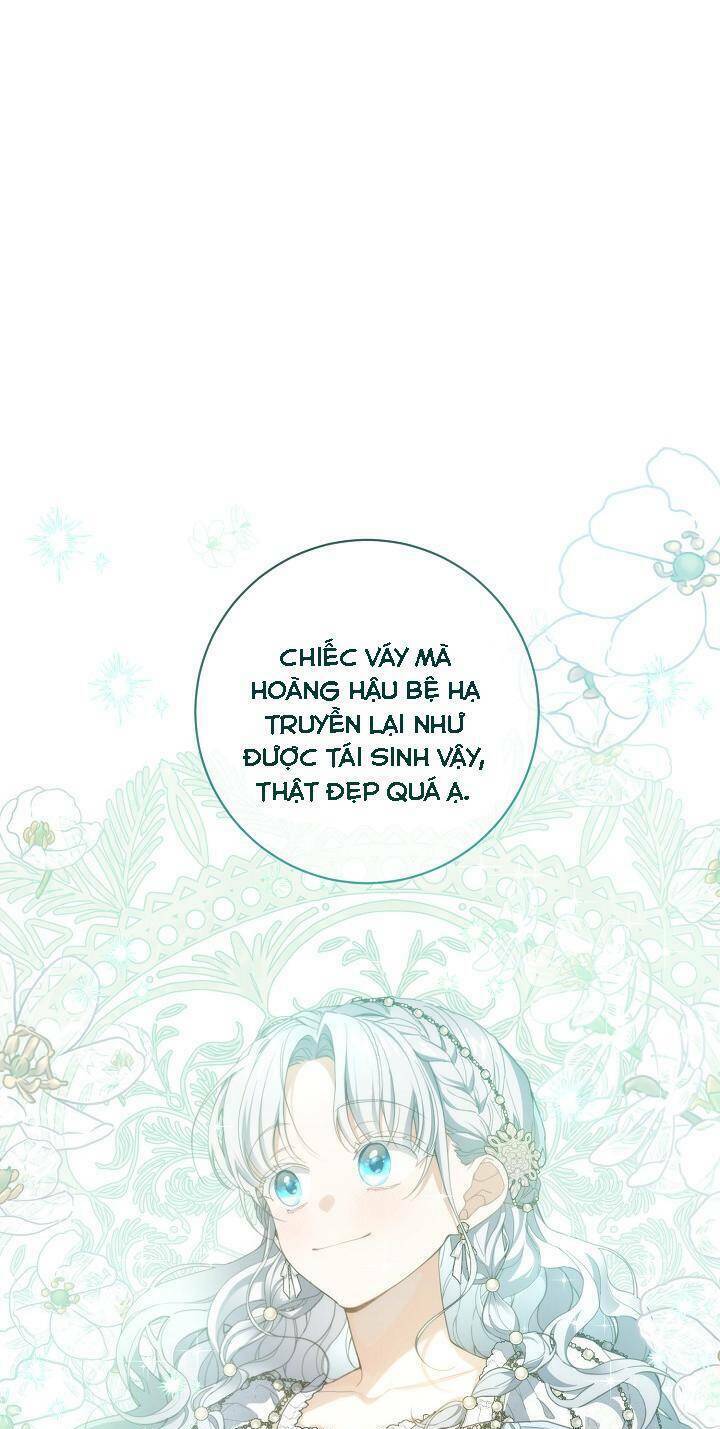 CHIẾC VÁY MÀ
HOÀNG HẬU BỆ HẠ
TRUYỀN LẠI NHƯ
ĐƯỢC TÁI SINH VẬY,
THẬT ĐẸP QUÁ Ạ.